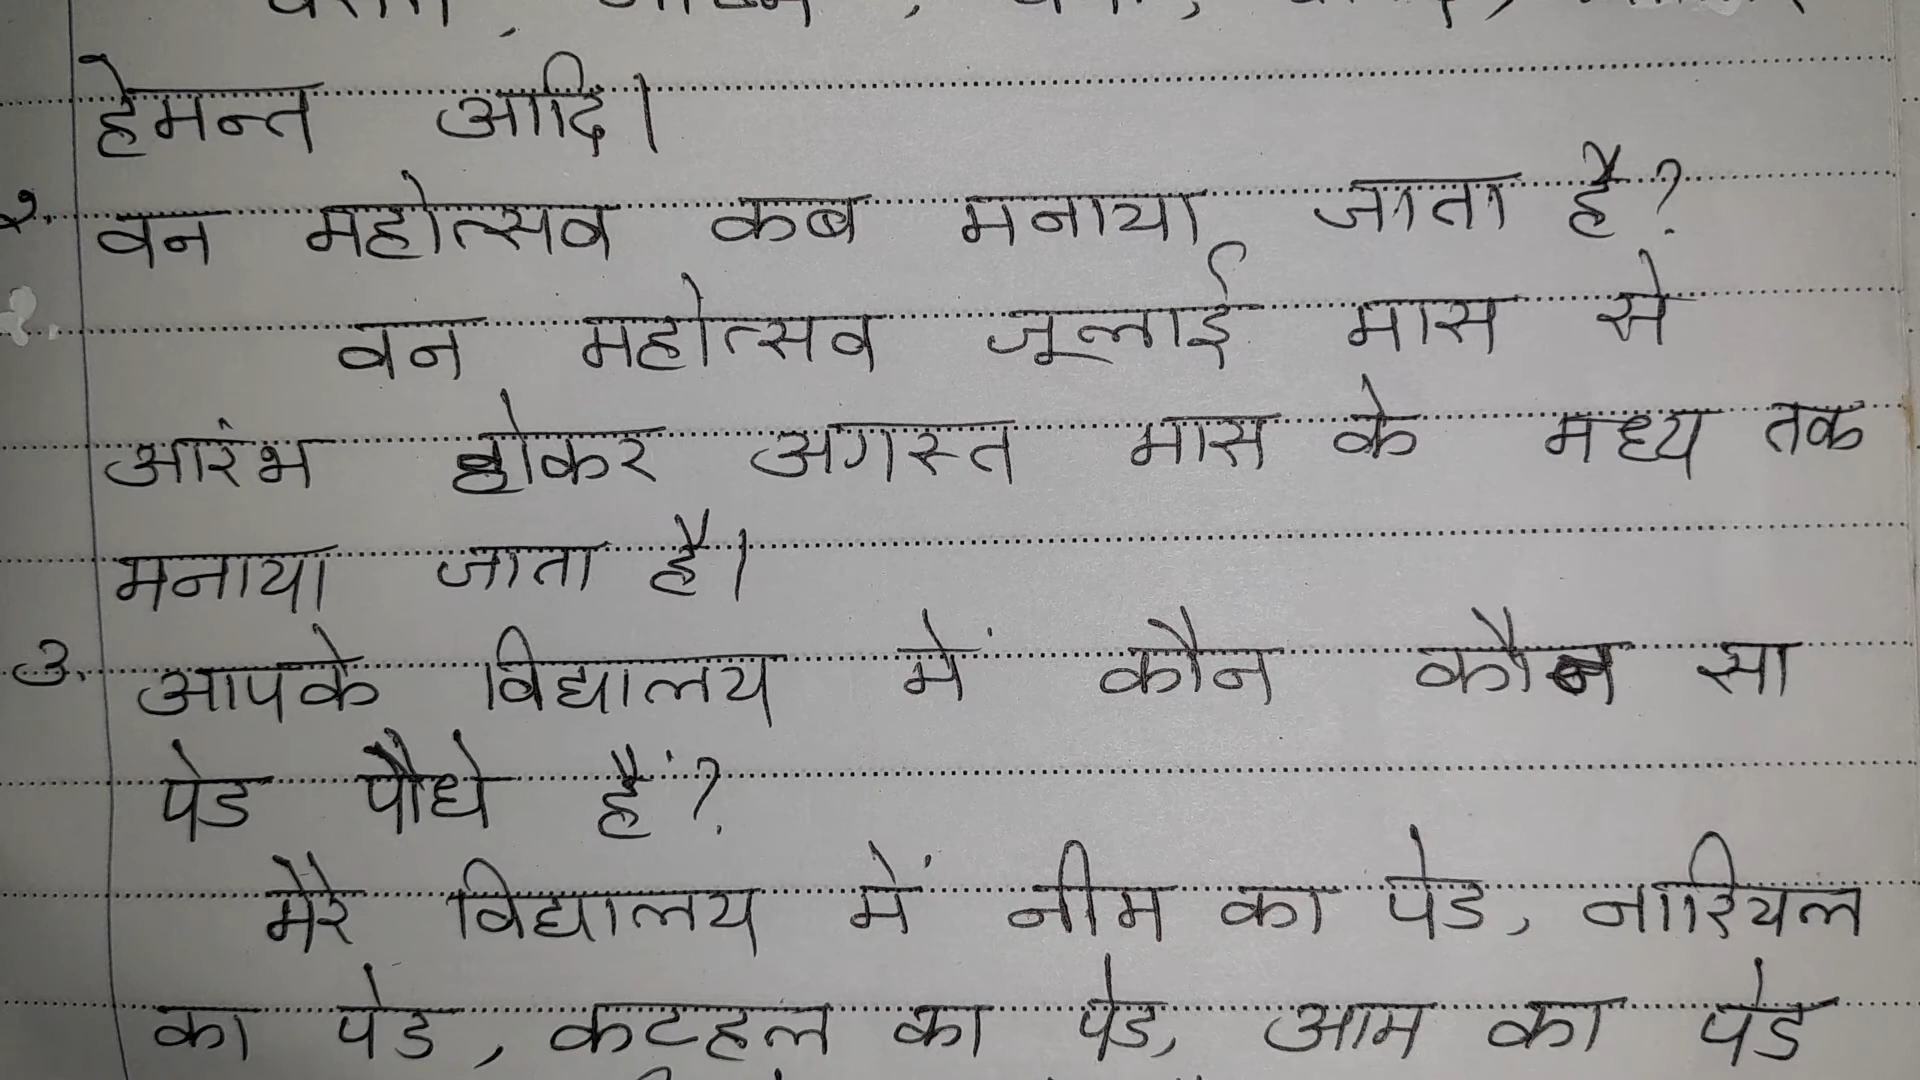 हेमन्त आदि।
२. वन महोत्सव कब मनाया जाता है?
वन महोत्सव जूलाई मास से
आरंभ होकर अगस्त मास के मध्य तक
मनाया जाता है।
3. आपके विद्यालय में कौन कौन सा
पेड पौधे हैं?
मेरे विद्यालय में नीम का पेड, नारियल
का पेड, कटहल का पेड, आम का पेड